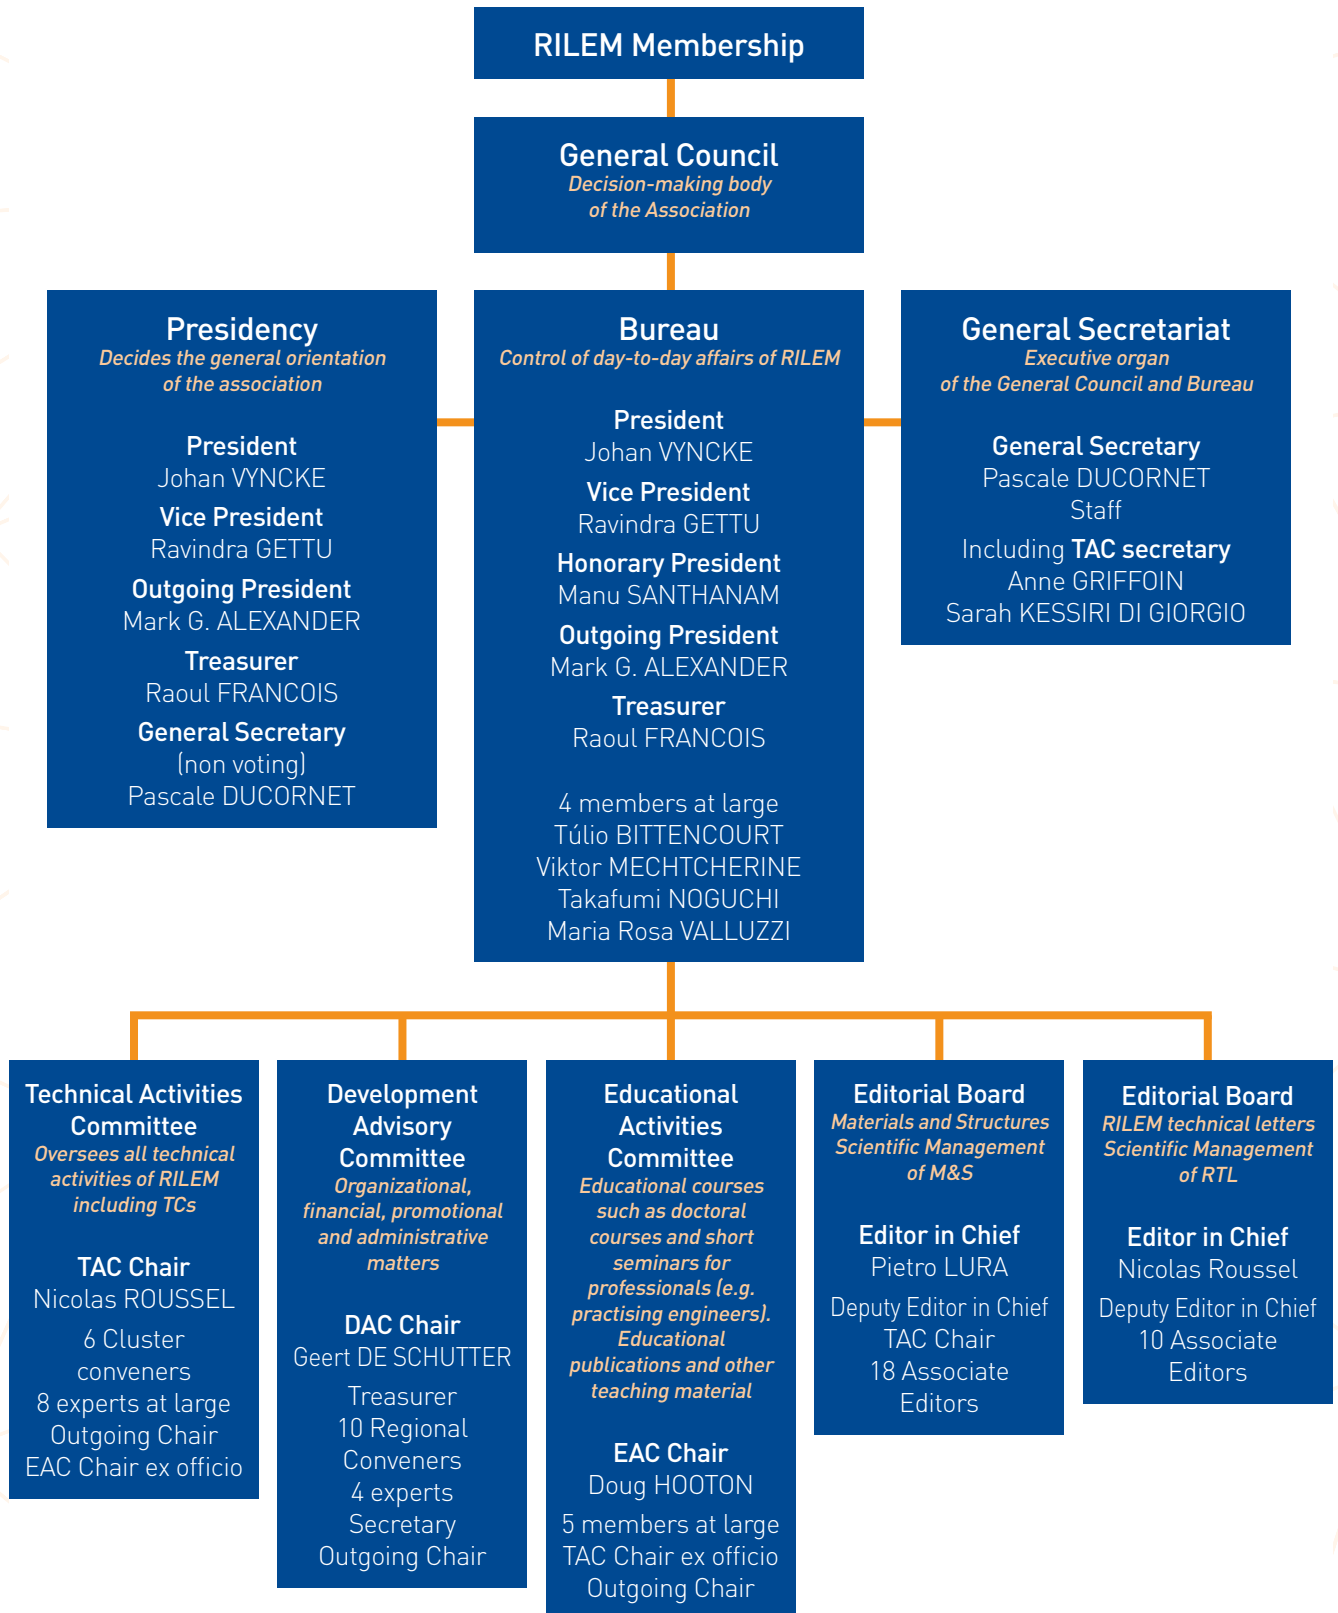 RILEM Membership
General Council
Decision-making body
of the Association
Presidency
Decides the general orientation
of the association
President
Johan VYNCKE
Vice President
Ravindra GETTU
Outgoing President
Mark G. ALEXANDER
Treasurer
Raoul FRANCOIS
General Secretary
(non voting)
Pascale DUCORNET
Bureau
Control of day-to-day affairs of RILEM
President
Johan VYNCKE
Vice President
Ravindra GETTU
Honorary President
Manu SANTHANAM
Outgoing President
Mark G. ALEXANDER
Treasurer
Raoul FRANCOIS
4 members at large
Túlio BITTENCOURT
Viktor MECHTCHERINE
Takafumi NOGUCHI
Maria Rosa VALLUZZI
General Secretariat
Executive organ
of the General Council and Bureau
General Secretary
Pascale DUCORNET
Staff
Including TAC secretary
Anne GRIFFOIN
Sarah KESSIRI DI GIORGIO
Technical Activities
Committee
Oversees all technical
activities of RILEM
including TCs
TAC Chair
Nicolas ROUSSEL
6 Cluster
conveners
8 experts at large
Outgoing Chair
EAC Chair ex officio
Development
Advisory
Committee
Organizational,
financial, promotional
and administrative
matters
DAC Chair
Geert DE SCHUTTER
Treasurer
10 Regional
Conveners
4 experts
Secretary
Outgoing Chair
Educational
Activities
Committee
Educational courses
such as doctoral
courses and short
seminars for
professionals (e.g.
practising engineers).
Educational
publications and other
teaching material
EAC Chair
Doug HOOTON
5 members at large
TAC Chair ex officio
Outgoing Chair
Editorial Board
Materials and Structures
Scientific Management
of M&S
Editor in Chief
Pietro LURA
Deputy Editor in Chief
TAC Chair
18 Associate
Editors
Editorial Board
RILEM technical letters
Scientific Management
of RTL
Editor in Chief
Nicolas Roussel
Deputy Editor in Chief
10 Associate
Editors